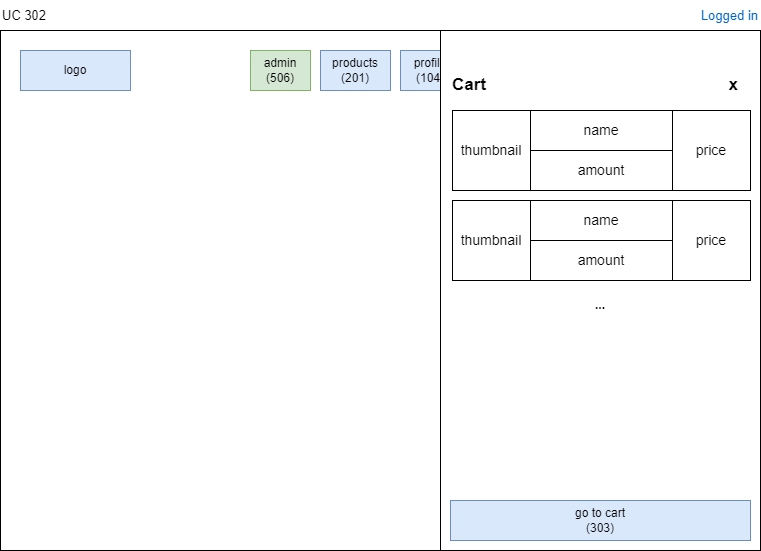 UC 302
Logged in
logo
admin
(506)
products
(201)
profil
(104
Cart
x
thumbnail
name
amount
price
thumbnail
name
amount
price
...
go to cart
(303)